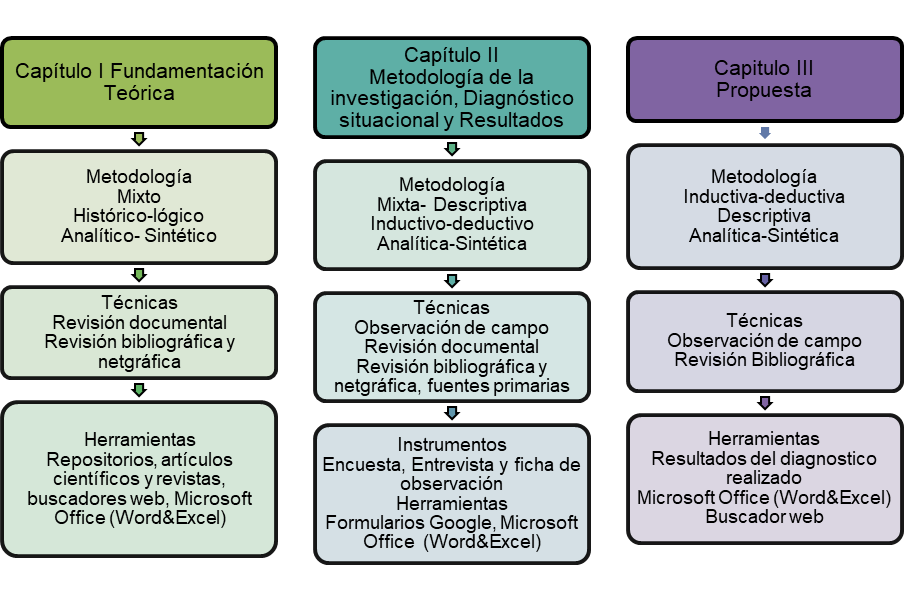 Capítulo I Fundamentación
Teórica
Metodología
Mixto
Histórico-lógico
Analítico- Sintético
Técnicas
Revisión documental
Revisión bibliográfica y
netgráfica
Herramientas
Repositorios, artículos
científicos y revistas,
buscadores web, Microsoft
Office (Word&Excel)
Capítulo II
Metodología de la
investigación, Diagnóstico
situacional y Resultados
Metodología
Mixta- Descriptiva
Inductivo-deductivo
Analítica-Sintética
Técnicas
Observación de campo
Revisión documental
Revisión bibliográfica y
netgráfica, fuentes primarias
Instrumentos
Encuesta, Entrevista y ficha de
observación
Herramientas
Formularios Google, Microsoft
Office (Word&Excel)
Capitulo III
Propuesta
Metodología
Inductiva-deductiva
Descriptiva
Analítica-Sintética
Técnicas
Observación de campo
Revisión Bibliográfica
Herramientas
Resultados del diagnostico
realizado
Microsoft Office (Word&Excel)
Buscador web